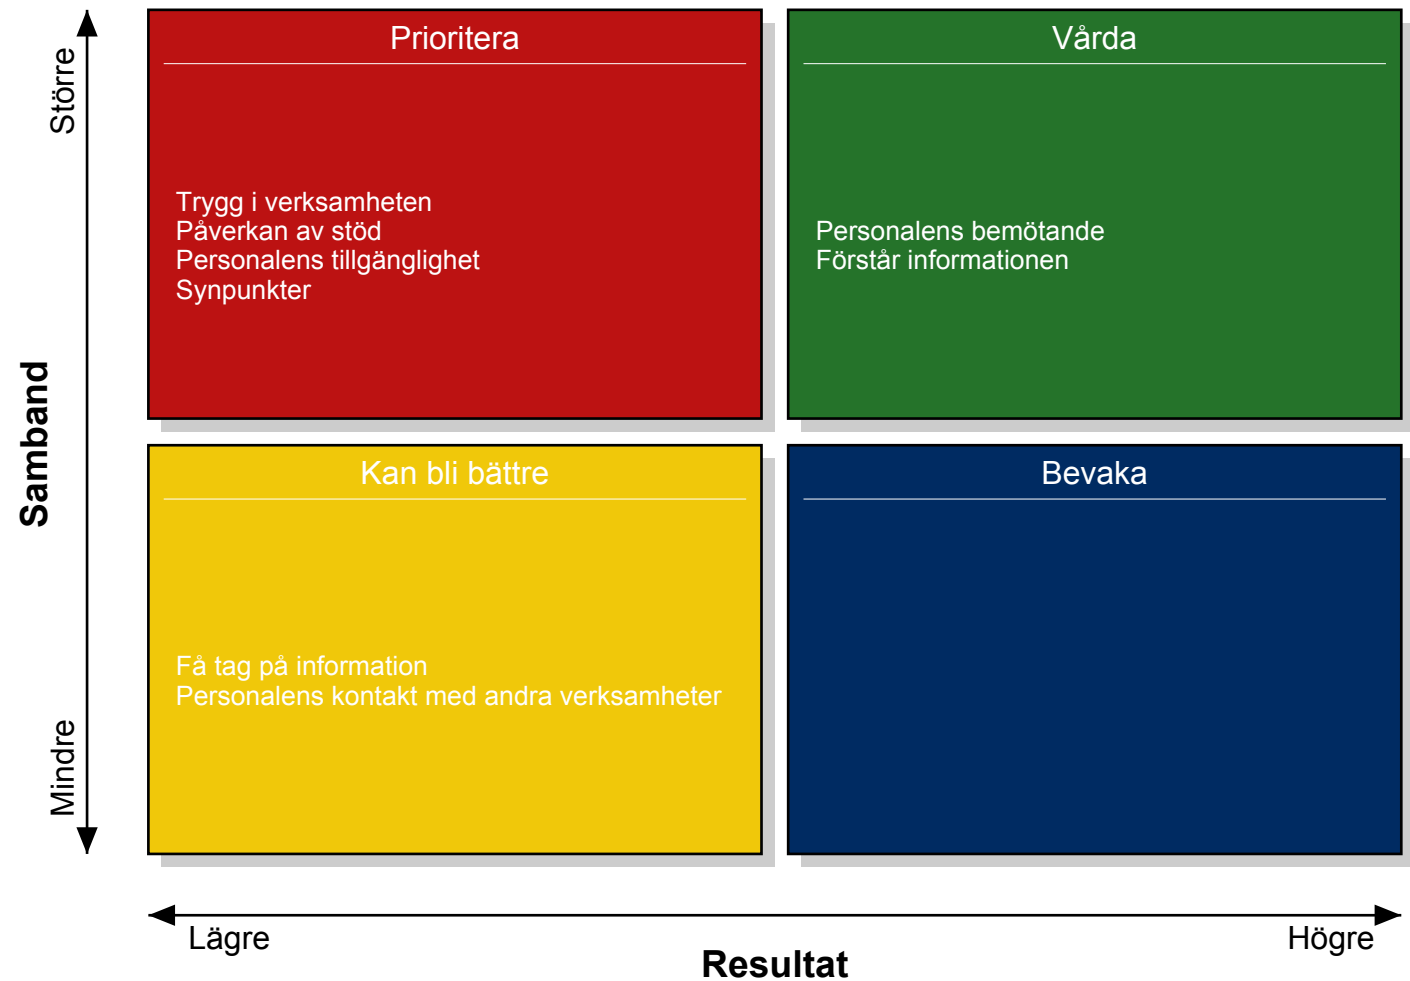 Prioritera
Vårda
Större
Trygg i verksamheten
Påverkan av stöd
Personalens tillgänglighet
Synpunkter
Personalens bemötande
Förstår informationen
Samband
Kan bli bättre
Bevaka
Få tag på information
Personalens kontakt med andra verksamheter
Mindre
Lägre
Högre
Resultat